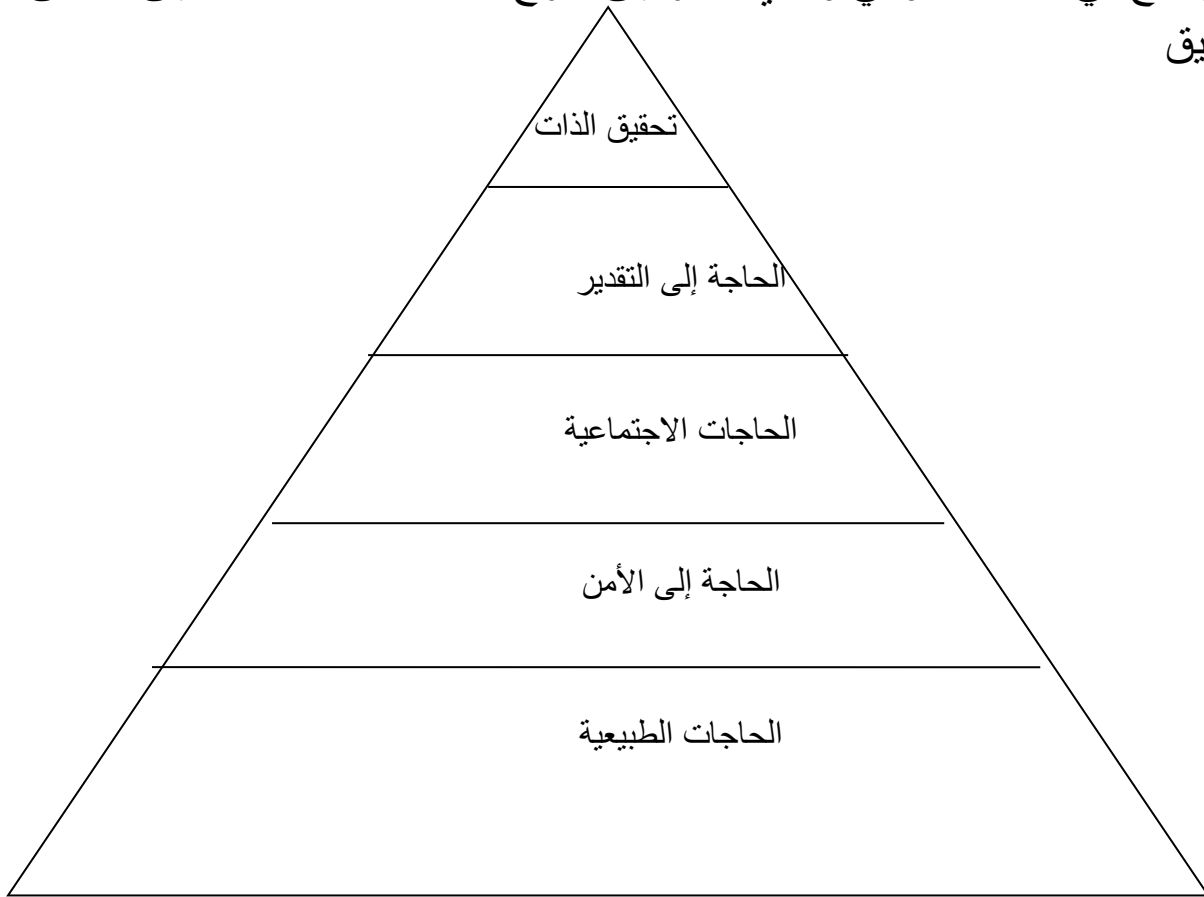 تحقيق الذات
الحاجة إلى التقدير
الحاجات الاجتماعية
الحاجة إلى الأمن
الحاجات الطبيعية